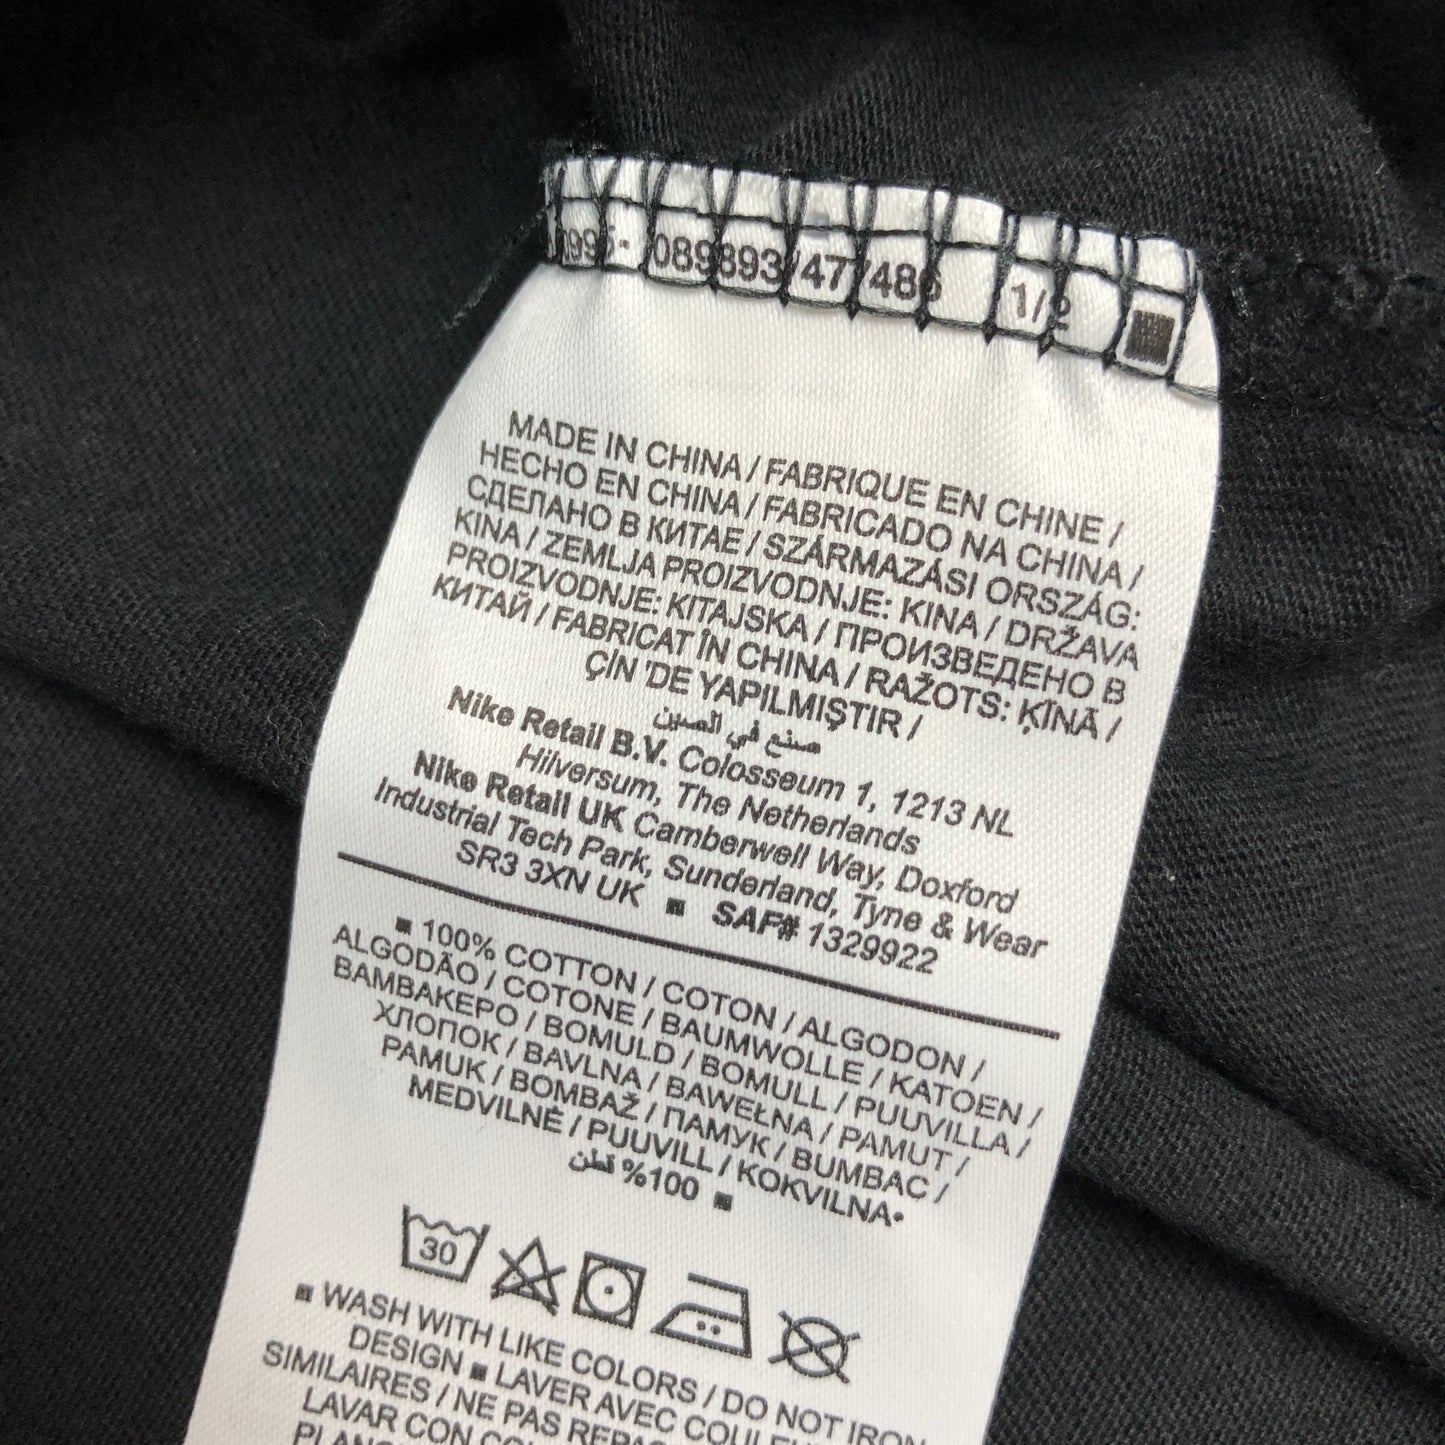 1/2
MADE IN CHINA / FABRIQUE EN CHINE /
HECHO EN CHINA / FABRICADO NA CHINA /
СДЕЛАНО В КИТАЕ / SZÁRMAZÁSI ORSZÁG:
KINA / ZEMLJA PROIZVODNJE: KINA / DRŽAVA
PROIZVODNJE: KITAJSKA / ПРОИЗВЕДЕНО В
КИТАЙ / FABRICAT ÎN CHINA / RAŽOTS: ĶĪNĀ /
ÇİN 'DE YAPILMIŞTIR /
صنع في الصين
Nike Retail B.V. Colosseum 1, 1213 NL
Hilversum, The Netherlands
Nike Retail UK Camberwell Way, Doxford
Industrial Tech Park, Sunderland, Tyne & Wear
SR3 3XN UK ■ SAF# 1329922
■ 100% COTTON / COTON / ALGODON /
ALGODÃO / COTONE / BAUMWOLLE / KATOEN /
ΒΑΜΒΑΚΕΡΟ / BOMULD / BOMULL / PUUVILLA /
ХЛОПОК / BAVLNA / BAWEŁNA / PAMUT /
PAMUK / BOMBAŽ / ПАМУК / BUMBAC /
MEDVILNĖ / PUUVILL / KOKVILNA•
100% قطن ■
30
■ WASH WITH LIKE COLORS / DO NOT IRON
DESIGN ■ LAVER AVEC
SIMILAIRES / NE PAS
LAVAR CON